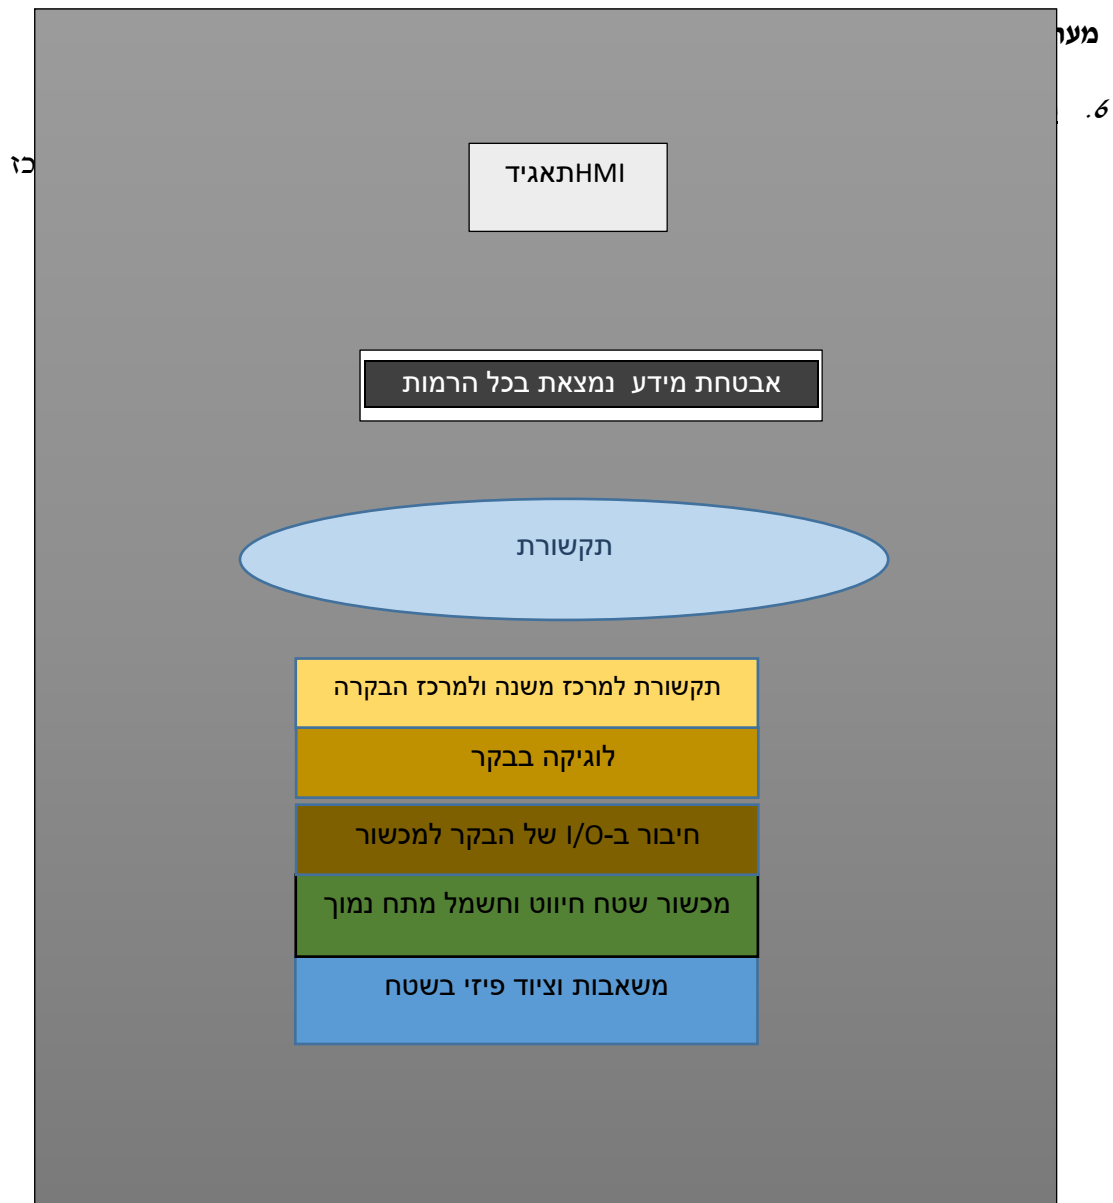 מער
6.
כז
HMIתאגיד
אבטחת מידע נמצאת בכל הרמות
תקשורת
תקשורת למרכז משנה ולמרכז הבקרה
לוגיקה בבקר
חיבור ב-I/O של הבקר למכשור
מכשור שטח חיווט וחשמל מתח נמוך
משאבות וציוד פיזי בשטח